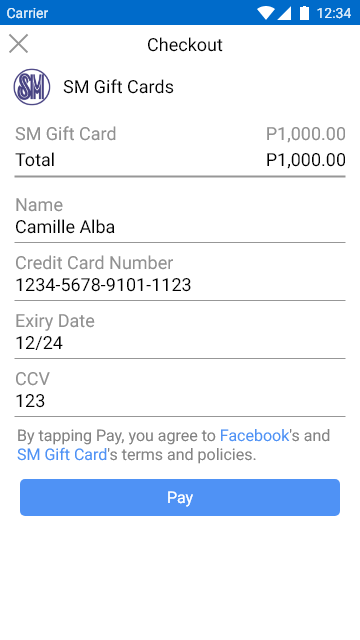 Carrier 12:34
Checkout
SM SM Gift Cards
SM Gift Card P1,000.00
Total P1,000.00
Name
Camille Alba
Credit Card Number
1234-5678-9101-1123
Exiry Date
12/24
CCV
123
By tapping Pay, you agree to Facebook's and
SM Gift Card's terms and policies.
Pay